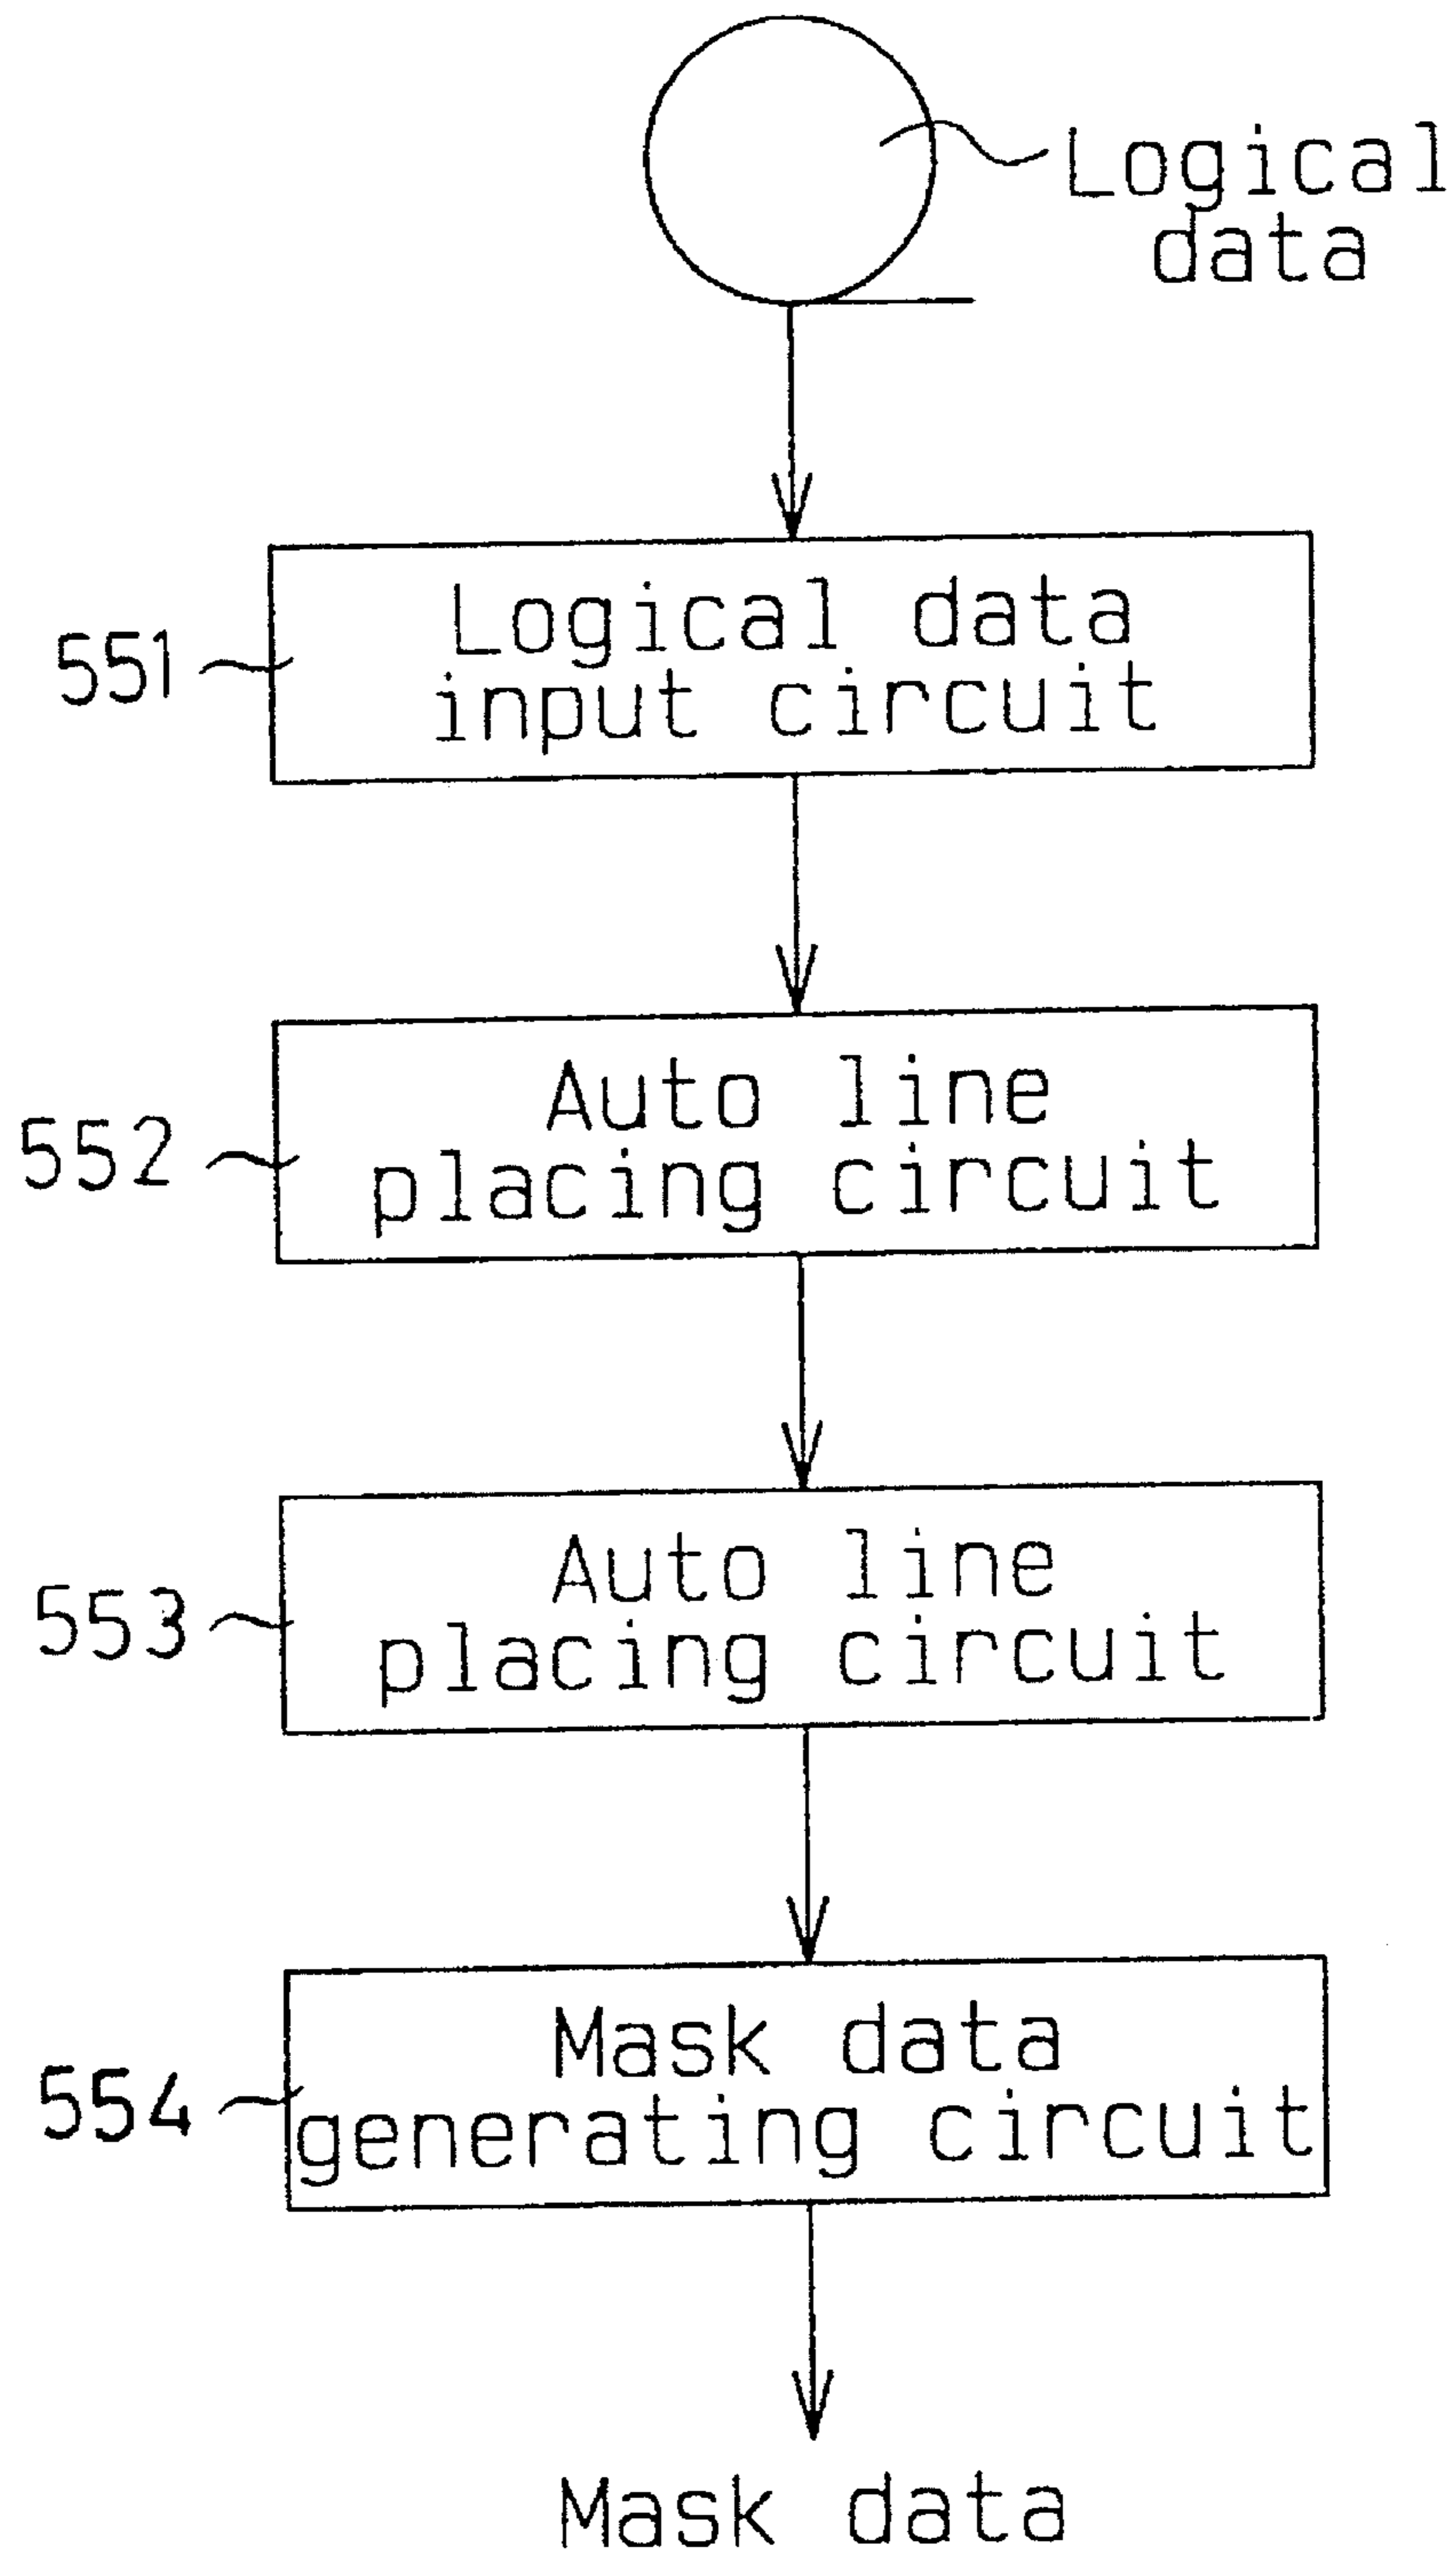 Logical
data
551
Logical data
input circuit
552
Auto line
placing circuit
553
Auto line
placing circuit
554
Mask data
generating circuit
Mask data